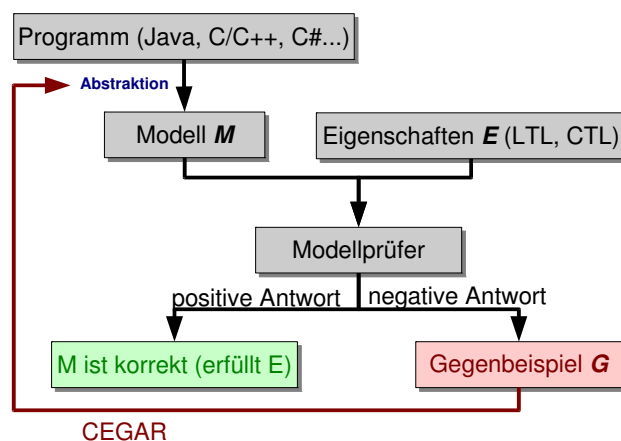 Programm (Java, C/C++, C#...)
Abstraktion
Modell M
Eigenschaften E (LTL, CTL)
Modellprüfer
positive Antwort
negative Antwort
M ist korrekt (erfüllt E)
Gegenbeispiel G
CEGAR